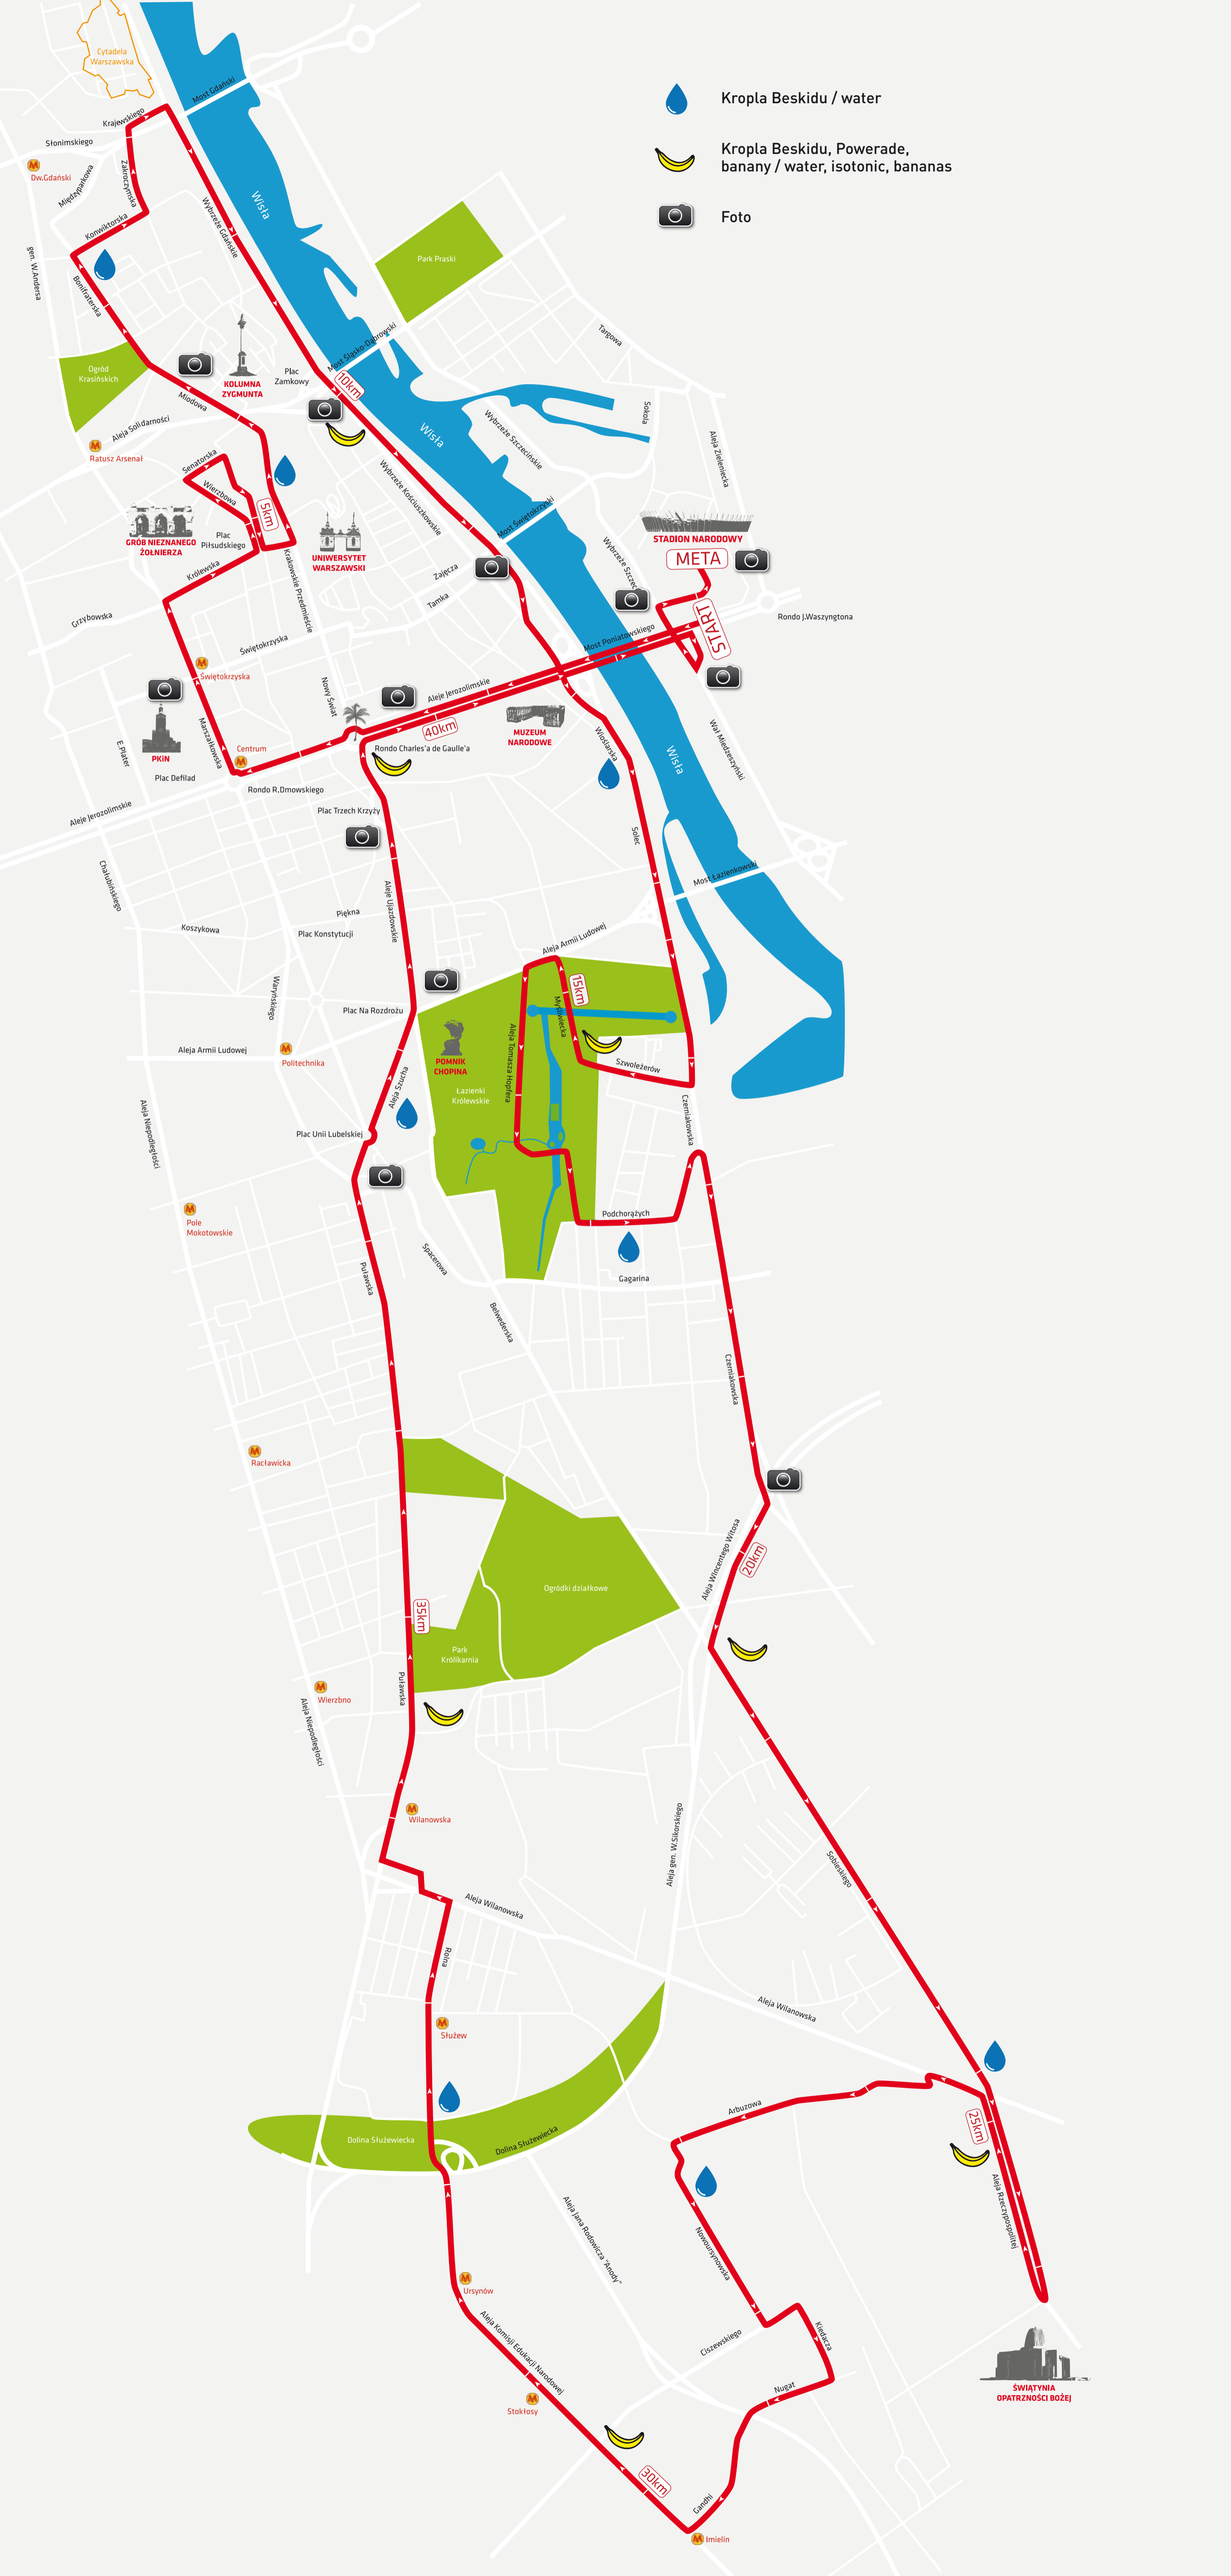 Cytadela
Warszawska
Most Gdański
Kropla Beskidu / water
Krajewskiego
Słonimskiego
Kropla Beskidu, Powerade,
banany / water, isotonic, bananas
Dw.Gdański
Międzyparkowa
Zakroczymska
Wisła
Foto
Konwiktorska
Wybrzeże Gdańskie
gen. W.Andersa
Bonifraterska
Park Praski
Targowa
Most Śląsko-Dąbrowski
Ogród
Krasińskich
KOLUMNA
ZYGMUNTA
Plac
Zamkowy
10km
Miodowa
Sokola
Aleja Solidarności
Wisła
Wybrzeże Szczecińskie
Aleja Zieleniecka
Ratusz Arsenał
Senatorska
Wierzbowa
Wybrzeże Kościuszkowskie
5km
Most Świętokrzyski
GRÓB NIEZNANEGO
ŻOŁNIERZA
Plac
Piłsudskiego
UNIWERSYTET
WARSZAWSKI
STADION NARODOWY
META
Wybrzeże Szczec
Królewska
Krakowskie Przedmieście
Zajęcza
Tamka
START
Rondo J.Waszyngtona
Grzybowska
Świętokrzyska
Most Poniatowskiego
Świętokrzyska
Nowy Świat
Aleje Jerozolimskie
40km
MUZEUM
NARODOWE
Wioślarska
Wał Miedzeszyński
Marszałkowska
E.Plater
PKiN
Centrum
Rondo Charles'a de Gaulle'a
Wisła
Plac Defilad
Rondo R.Dmowskiego
Aleje Jerozolimskie
Plac Trzech Krzyży
Solec
Chałubińskiego
Most Łazienkowski
Aleje Ujazdowskie
Piękna
Koszykowa
Plac Konstytucji
Aleja Armii Ludowej
Waryńskiego
15km
Myśliwiecka
Plac Na Rozdrożu
Aleja Tomasza Hopfera
Aleja Armii Ludowej
Politechnika
POMNIK
CHOPINA
Szwoleżerów
Aleja Szucha
Łazienki
Królewskie
Czerniakowska
Aleja Niepodległości
Plac Unii Lubelskiej
Pole
Mokotowskie
Podchorążych
Spacerowa
Puławska
Gagarina
Belwederska
Czerniakowska
Racławicka
Aleja Wincentego Witosa
20km
Ogródki działkowe
35km
Park
Królikarnia
Puławska
Wierzbno
Aleja Niepodległości
Wilanowska
Aleja gen. W.Sikorskiego
Sobieskiego
Aleja Wilanowska
Rolna
Aleja Wilanowska
Służew
Arbuzowa
25km
Dolina Służewiecka
Dolina Służewiecka
Aleja Rzeczypospolitej
Aleja Jana Rodowicza "Anody"
Nowoursynowska
Ursynów
Aleja Komisji Edukacji Narodowej
Ciszewskiego
Kiedacza
Nugat
ŚWIĄTYNIA
OPATRZNOŚCI BOŻEJ
Stokłosy
30km
Gandhi
Imielin